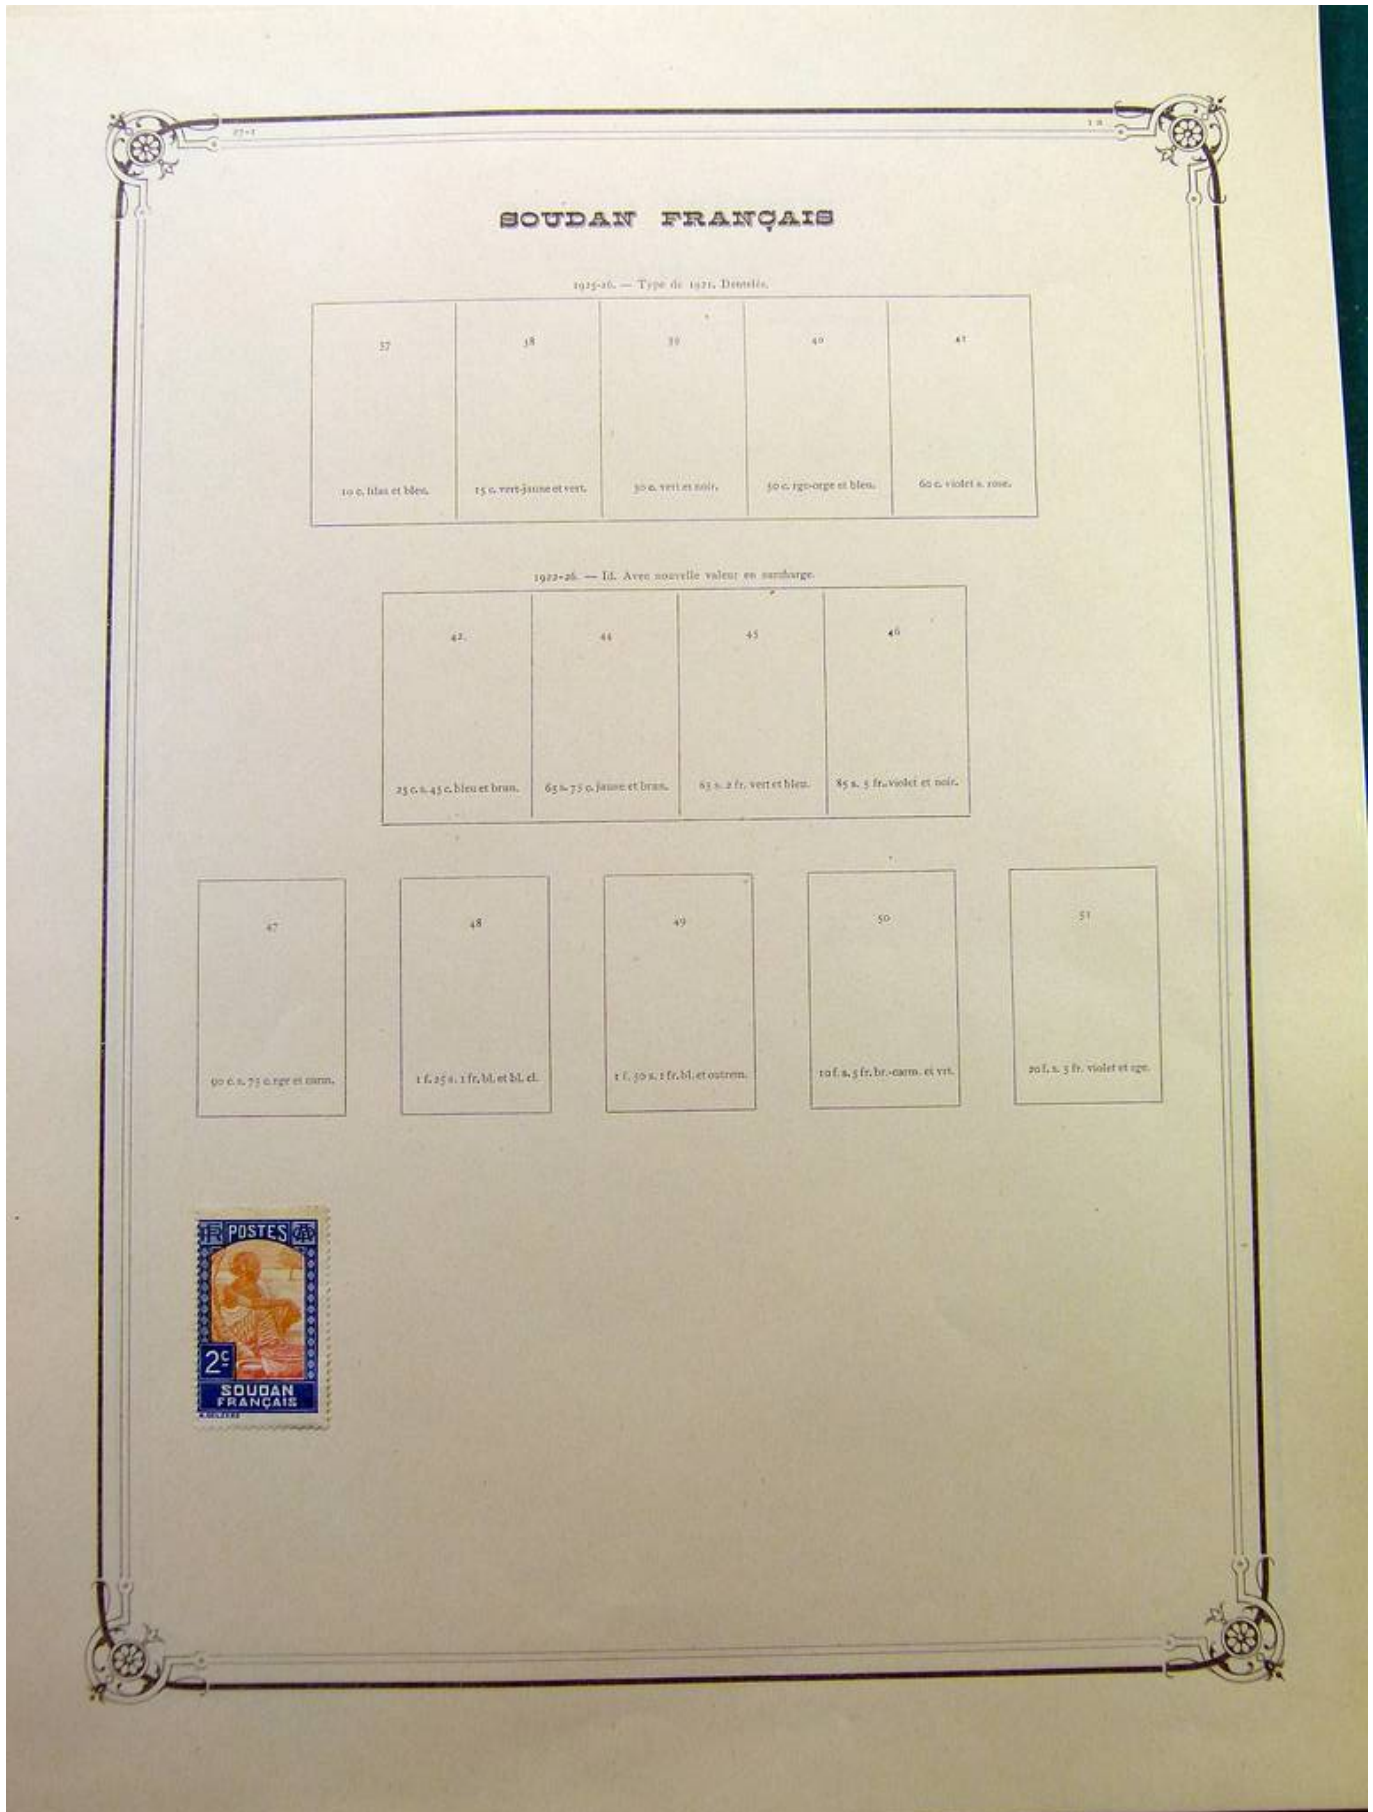 27-1
SOUDAN FRANÇAIS
1925-26. — Type de 1921. Dentelés.
37 38 39 40 41
10 c. lilas et bleu. 15 c. vert-jaune et vert. 30 c. vert et noir. 50 c. rge-orge et bleu. 60 c. violet s. rose.
1922-26. — Id. Avec nouvelle valeur en surcharge.
42. 44 45 46
25 c. s. 45 c. bleu et brun. 65 s. 75 c. jaune et brun. 65 s. 2 fr. vert et bleu. 85 s. 5 fr. violet et noir.
47 48 49 50 51
90 c. s. 75 c. rge et carm. 1 f. 25 s. 1 fr. bl. et bl. cl. 1 f. 50 s. 1 fr. bl. et outrem. 10 f. s. 5 fr. br.-carm. et vrt. 20 f. s. 5 fr. violet et rge.
RF POSTES
2c
SOUDAN
FRANÇAIS